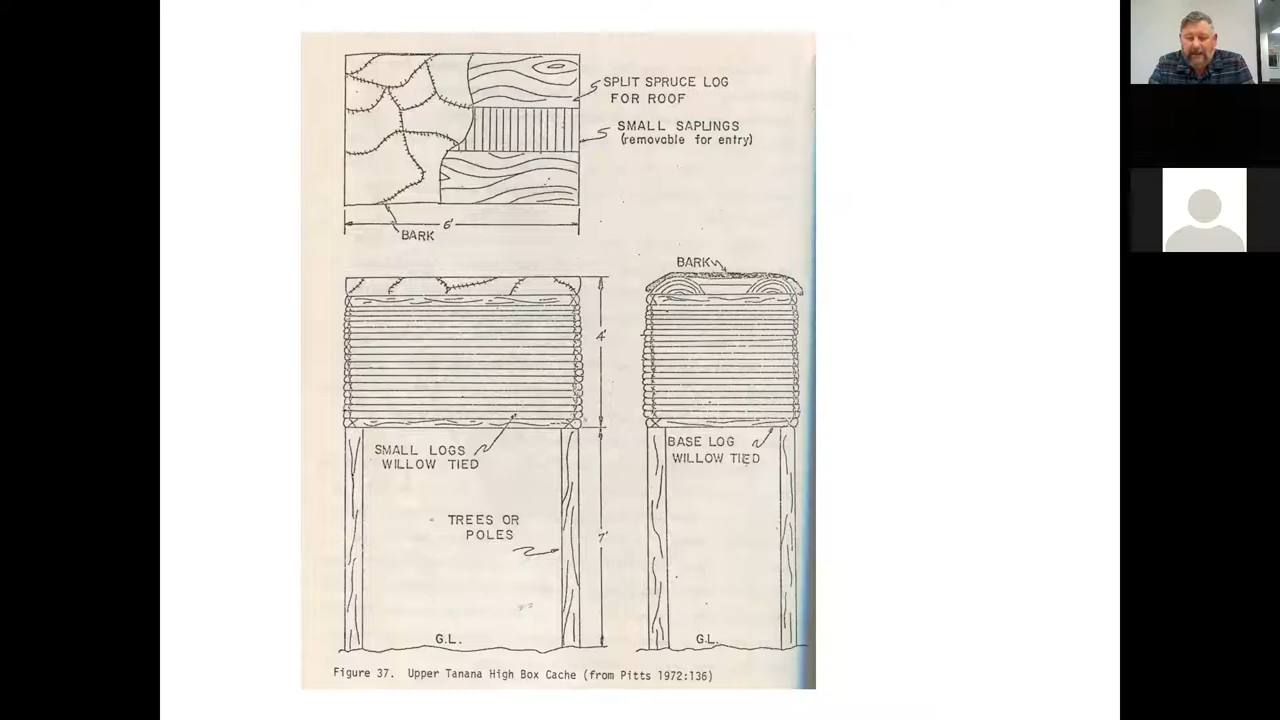 SPLIT SPRUCE LOG
FOR ROOF
SMALL SAPLINGS
(removable for entry)
6'
BARK
BARK
4'
SMALL LOGS
WILLOW TIED
BASE LOG
WILLOW TIED
TREES OR
POLES
7'
G.L.
G.L.
Figure 37. Upper Tanana High Box Cache (from Pitts 1972:136)